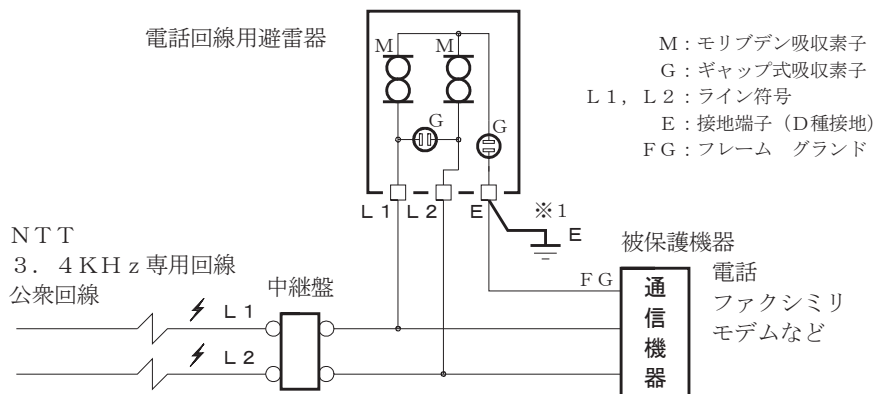 電話回線用避雷器
M
M
G
G
L1
L2
E
※1
E
M：モリブデン吸収素子
G：ギャップ式吸収素子
L1，L2：ライン符号
E：接地端子（D種接地）
FG：フレーム　グランド
NTT
3．4KHz専用回線
公衆回線
中継盤
L1
L2
FG
被保護機器
通信機器
電話
ファクシミリ
モデムなど